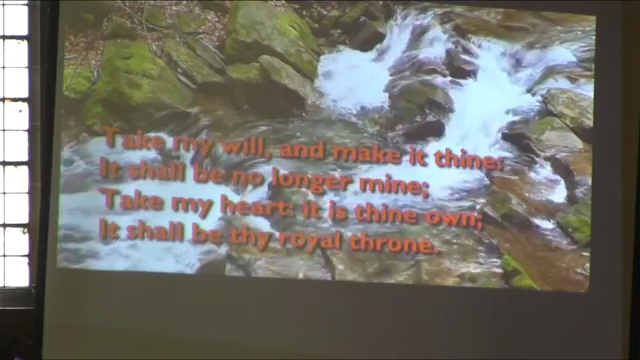 Take my will, and make it thine:
It shall be no longer mine;
Take my heart: it is thine own;
It shall be thy royal throne.